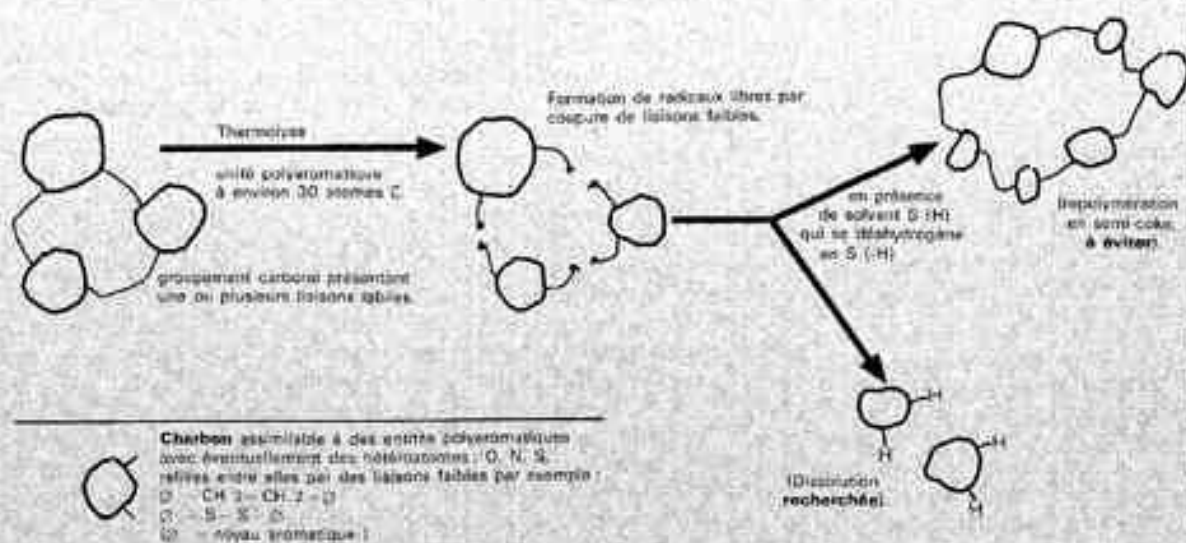 Thermolyse
unité polyaromatique
à environ 30 atomes C.
groupement carboné présentant
une ou plusieurs liaisons labiles.
Formation de radicaux libres par
coupure de liaisons faibles.
en présence
de solvant S (H)
qui se déshydrogène
en S (-H)
(repolymération
en semi-coke,
à éviter).
H
H
H
H
(Dissolution
recherchée).
Charbon assimilable à des entités polyaromatiques
avec éventuellement des hétéroatomes : O, N, S,
reliées entre elles par des liaisons faibles par exemple :
∅ - CH 2 - CH 2 - ∅
∅ - S - S - ∅
(∅ = noyau aromatique)